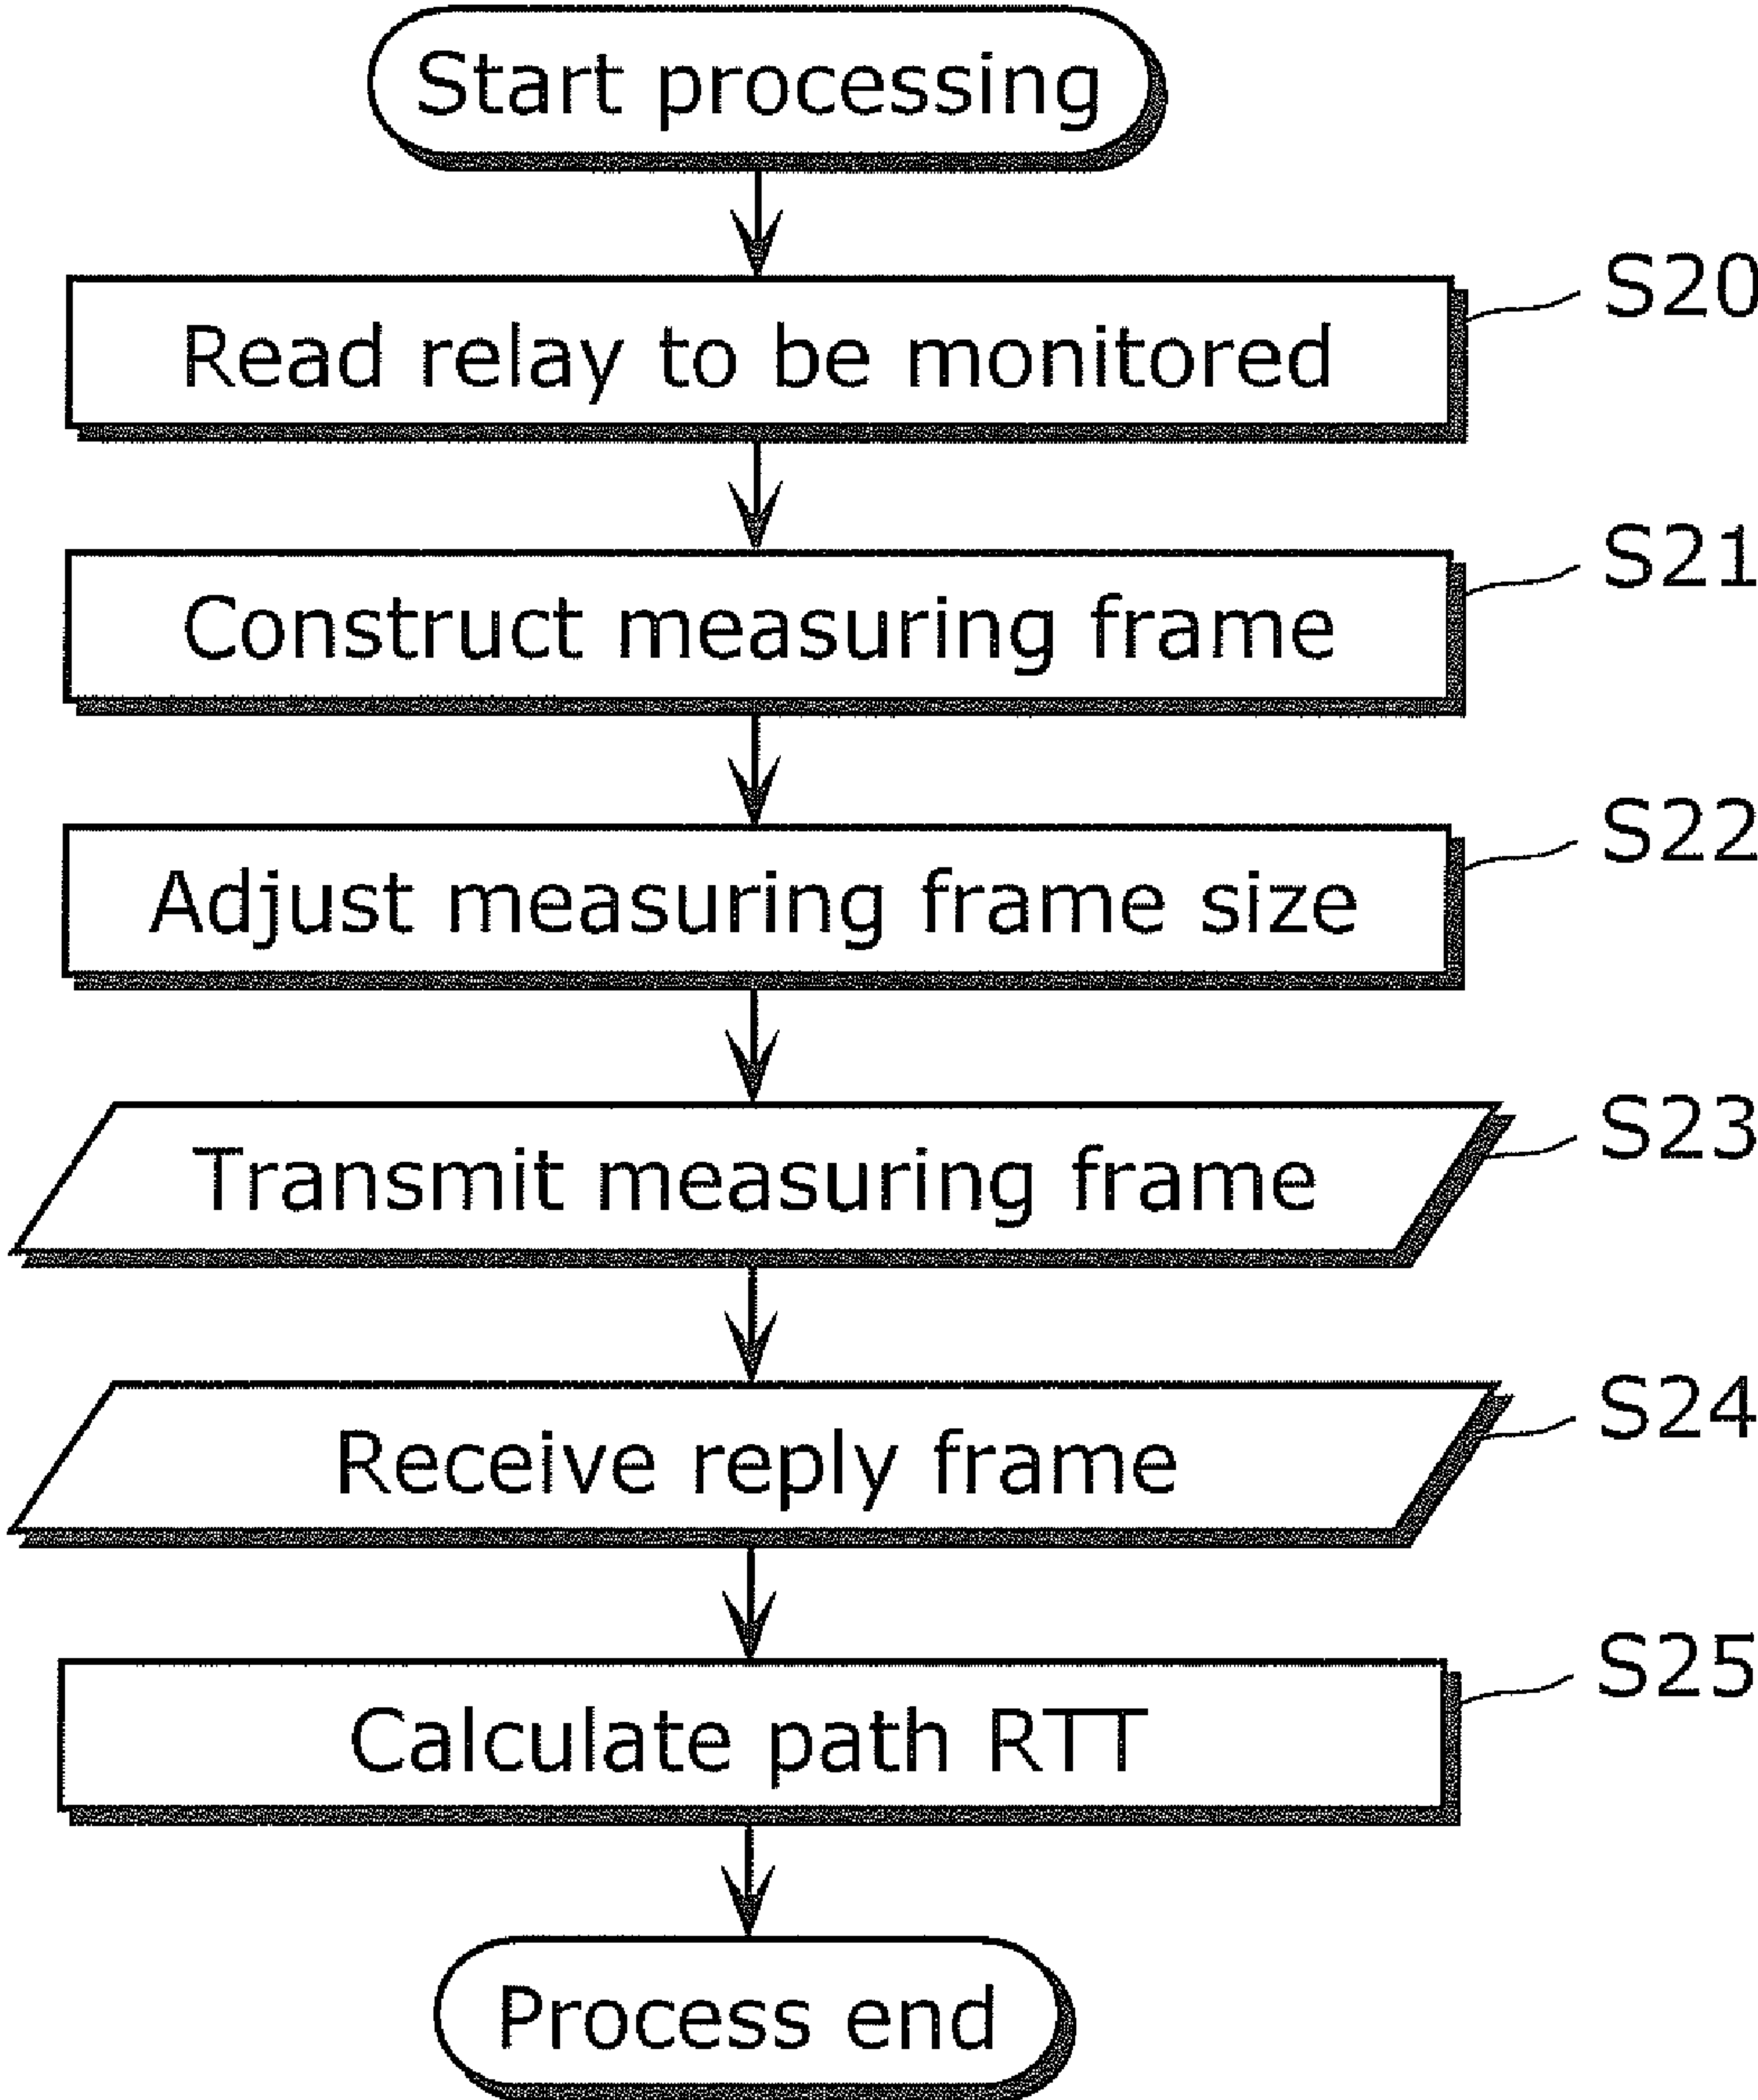 Start processing
Read relay to be monitored
S20
Construct measuring frame
S21
Adjust measuring frame size
S22
Transmit measuring frame
S23
Receive reply frame
S24
Calculate path RTT
S25
Process end